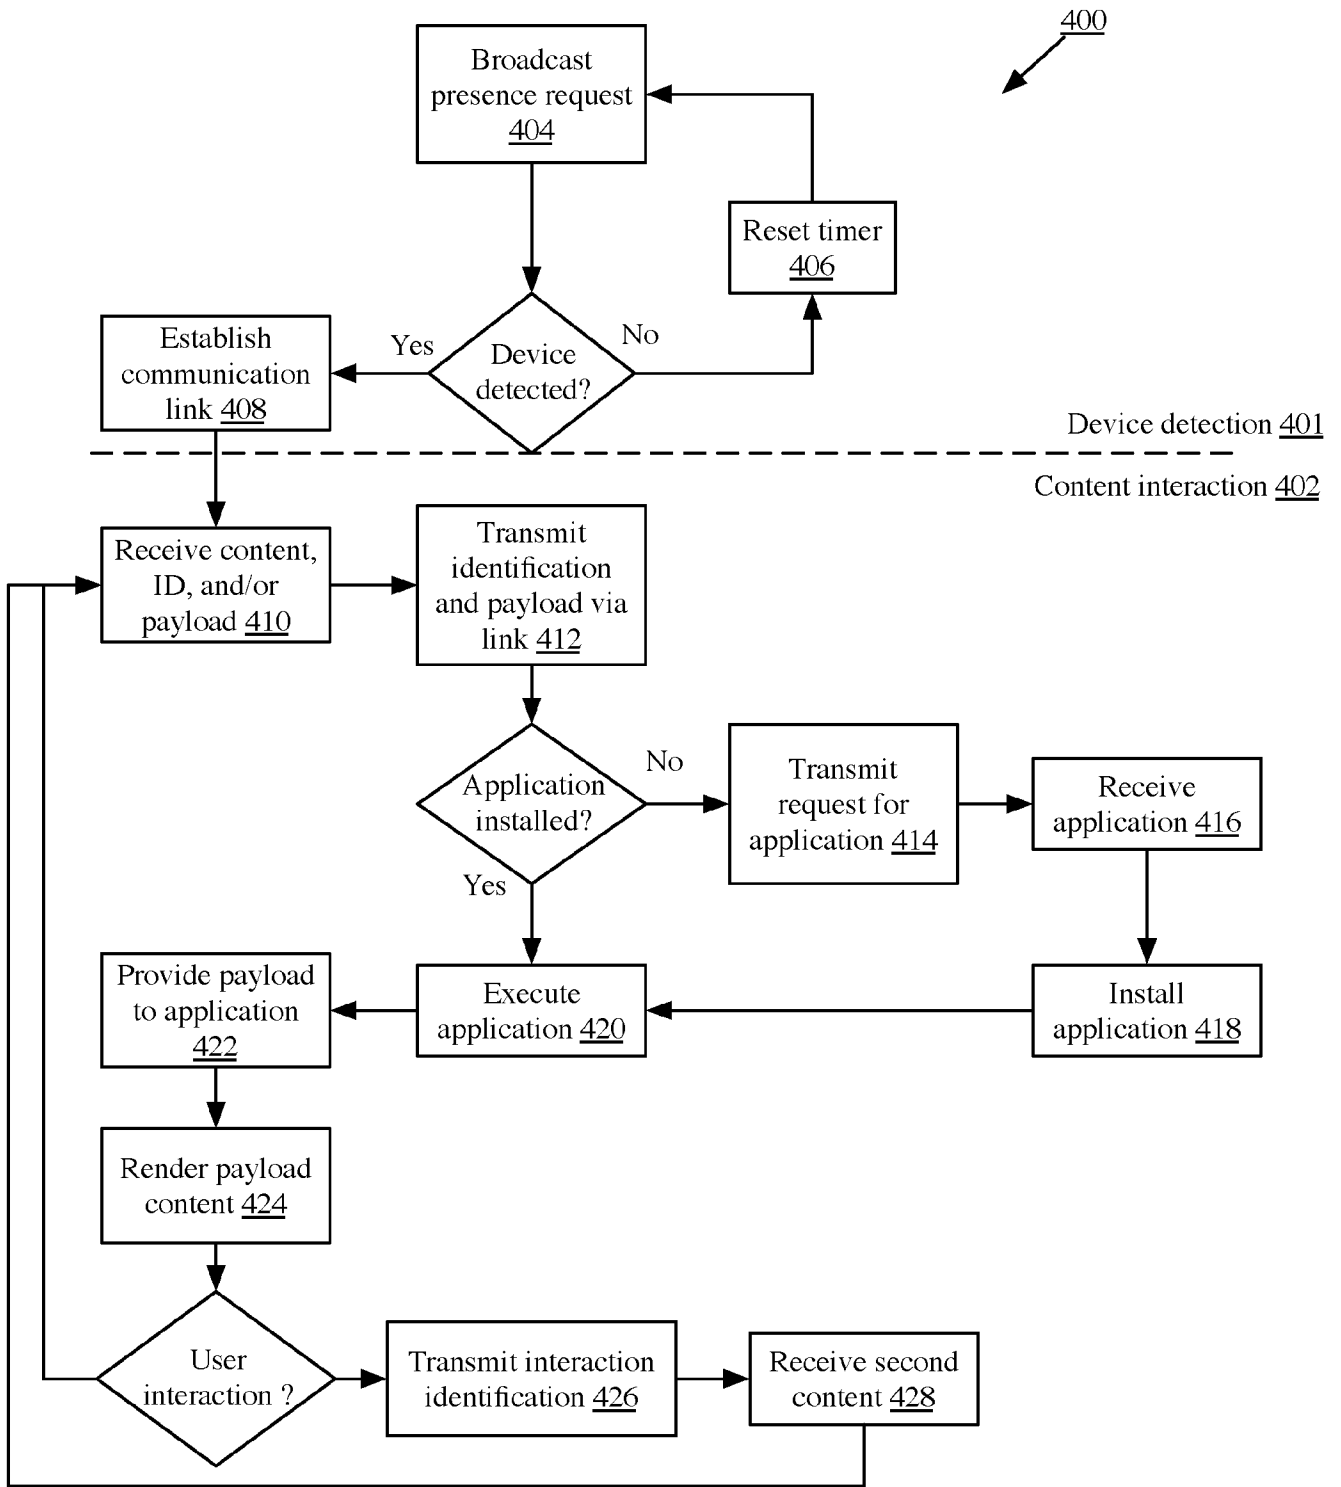 400
Broadcast
presence request
404
Reset timer
406
Yes
No
Establish
communication
link 408
Device
detected?
Device detection 401
Content interaction 402
Receive content,
ID, and/or
payload 410
Transmit
identification
and payload via
link 412
Application
installed?
No
Yes
Transmit
request for
application 414
Receive
application 416
Provide payload
to application
422
Execute
application 420
Install
application 418
Render payload
content 424
User
interaction ?
Transmit interaction
identification 426
Receive second
content 428